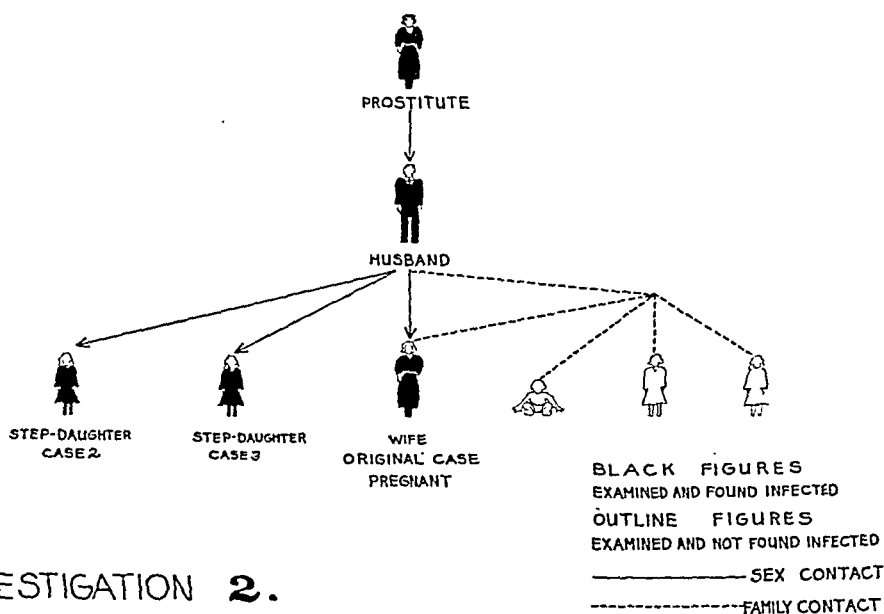 PROSTITUTE
HUSBAND
STEP-DAUGHTER
CASE 2
STEP-DAUGHTER
CASE 3
WIFE
ORIGINAL CASE
PREGNANT
BLACK FIGURES
EXAMINED AND FOUND INFECTED
OUTLINE FIGURES
EXAMINED AND NOT FOUND INFECTED
SEX CONTACT
FAMILY CONTACT
ESTIGATION 2.